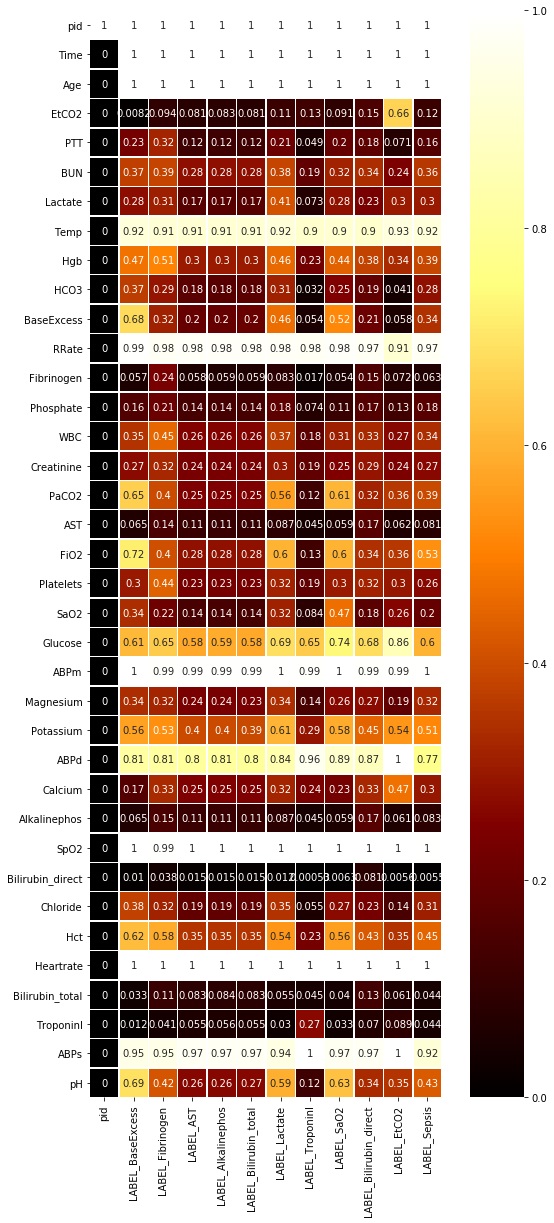 pid 1 1 1 1 1 1 1 1 1 1 1 1
Time 0 1 1 1 1 1 1 1 1 1 1 1
Age 0 1 1 1 1 1 1 1 1 1 1 1
EtCO2 0 0.0082 0.094 0.081 0.083 0.081 0.11 0.13 0.091 0.15 0.66 0.12
PTT 0 0.23 0.32 0.12 0.12 0.12 0.21 0.049 0.2 0.18 0.071 0.16
BUN 0 0.37 0.39 0.28 0.28 0.28 0.38 0.19 0.32 0.34 0.24 0.36
Lactate 0 0.28 0.31 0.17 0.17 0.17 0.41 0.073 0.28 0.23 0.3 0.3
Temp 0 0.92 0.91 0.91 0.91 0.91 0.92 0.9 0.9 0.9 0.93 0.92
Hgb 0 0.47 0.51 0.3 0.3 0.3 0.46 0.23 0.44 0.38 0.34 0.39
HCO3 0 0.37 0.29 0.18 0.18 0.18 0.31 0.032 0.25 0.19 0.041 0.28
BaseExcess 0 0.68 0.32 0.2 0.2 0.2 0.46 0.054 0.52 0.21 0.058 0.34
RRate 0 0.99 0.98 0.98 0.98 0.98 0.98 0.98 0.98 0.97 0.91 0.97
Fibrinogen 0 0.057 0.24 0.058 0.059 0.059 0.083 0.017 0.054 0.15 0.072 0.063
Phosphate 0 0.16 0.21 0.14 0.14 0.14 0.18 0.074 0.11 0.17 0.13 0.18
WBC 0 0.35 0.45 0.26 0.26 0.26 0.37 0.18 0.31 0.33 0.27 0.34
Creatinine 0 0.27 0.32 0.24 0.24 0.24 0.3 0.19 0.25 0.29 0.24 0.27
PaCO2 0 0.65 0.4 0.25 0.25 0.25 0.56 0.12 0.61 0.32 0.36 0.39
AST 0 0.065 0.14 0.11 0.11 0.11 0.087 0.045 0.059 0.17 0.062 0.081
FiO2 0 0.72 0.4 0.28 0.28 0.28 0.6 0.13 0.6 0.34 0.36 0.53
Platelets 0 0.3 0.44 0.23 0.23 0.23 0.32 0.19 0.3 0.32 0.3 0.26
SaO2 0 0.34 0.22 0.14 0.14 0.14 0.32 0.084 0.47 0.18 0.26 0.2
Glucose 0 0.61 0.65 0.58 0.59 0.58 0.69 0.65 0.74 0.68 0.86 0.6
ABPm 0 1 0.99 0.99 0.99 0.99 1 0.99 1 0.99 0.99 1
Magnesium 0 0.34 0.32 0.24 0.24 0.23 0.34 0.14 0.26 0.27 0.19 0.32
Potassium 0 0.56 0.53 0.4 0.4 0.39 0.61 0.29 0.58 0.45 0.54 0.51
ABPd 0 0.81 0.81 0.8 0.81 0.8 0.84 0.96 0.89 0.87 1 0.77
Calcium 0 0.17 0.33 0.25 0.25 0.25 0.32 0.24 0.23 0.33 0.47 0.3
Alkalinephos 0 0.065 0.15 0.11 0.11 0.11 0.087 0.045 0.059 0.17 0.061 0.083
SpO2 0 1 0.99 1 1 1 1 1 1 1 1 1
Bilirubin_direct 0 0.01 0.038 0.015 0.015 0.015 0.0063 0.081 0.0056 0.0055
Chloride 0 0.38 0.32 0.19 0.19 0.19 0.35 0.055 0.27 0.23 0.14 0.31
Hct 0 0.62 0.58 0.35 0.35 0.35 0.54 0.23 0.56 0.43 0.35 0.45
Heartrate 0 1 1 1 1 1 1 1 1 1 1 1
Bilirubin_total 0 0.033 0.11 0.083 0.084 0.083 0.055 0.045 0.04 0.13 0.061 0.044
TroponinI 0 0.012 0.041 0.055 0.056 0.055 0.03 0.27 0.033 0.07 0.089 0.044
ABPs 0 0.95 0.95 0.97 0.97 0.97 0.94 1 0.97 0.97 1 0.92
pH 0 0.69 0.42 0.26 0.26 0.27 0.59 0.12 0.63 0.34 0.35 0.43
pid
LABEL_BaseExcess
LABEL_Fibrinogen
LABEL_AST
LABEL_Alkalinephos
LABEL_Bilirubin_total
LABEL_Lactate
LABEL_TroponinI
LABEL_SaO2
LABEL_Bilirubin_direct
LABEL_EtCO2
LABEL_Sepsis
1.0
0.8
0.6
0.4
0.2
0.0